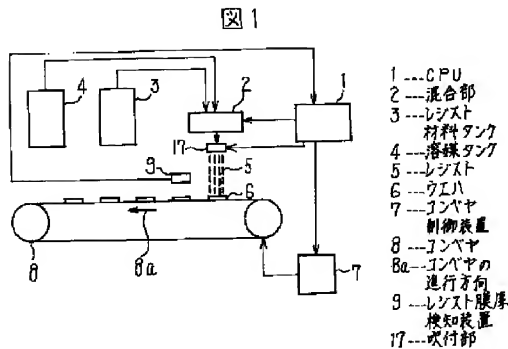 図1
4
3
2
1
17
9
5
6
8
8a
7
1---CPU
2---混合部
3---レジスト
材料タンク
4---溶媒タンク
5---レジスト
6---ウエハ
7---コンベヤ
制御装置
8---コンベヤ
8a---コンベヤの
進行方向
9---レジスト膜厚
検知装置
17---吹付部